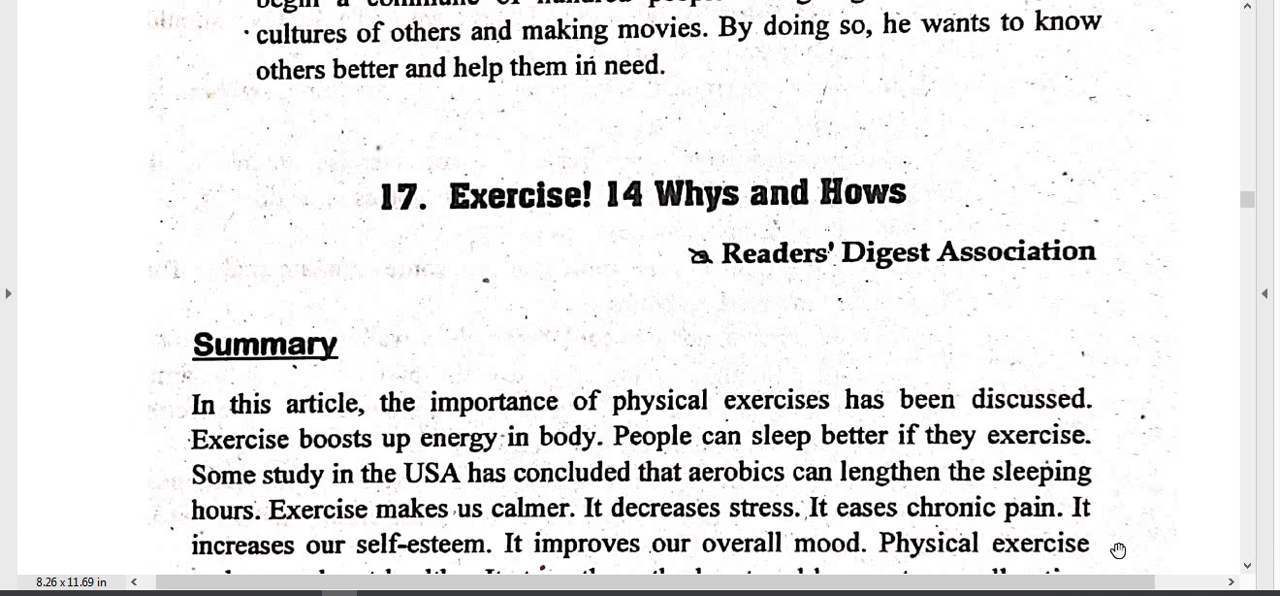 cultures of others and making movies. By doing so, he wants to know
others better and help them in need.
17. Exercise! 14 Whys and Hows
Readers' Digest Association
Summary
In this article, the importance of physical exercises has been discussed.
Exercise boosts up energy in body. People can sleep better if they exercise.
Some study in the USA has concluded that aerobics can lengthen the sleeping
hours. Exercise makes us calmer. It decreases stress. It eases chronic pain. It
increases our self-esteem. It improves our overall mood. Physical exercise
8.26 x 11.69 in